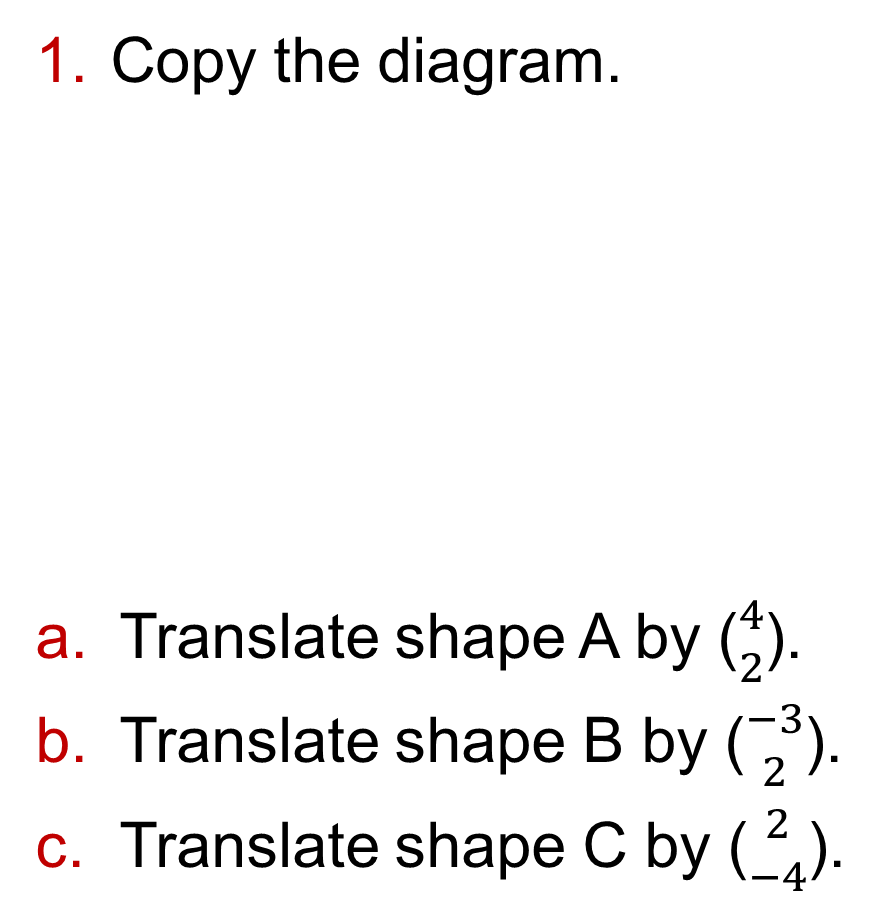 1. Copy the diagram.
a. Translate shape A by (4 2).
b. Translate shape B by (−3 2).
c. Translate shape C by (2 −4).